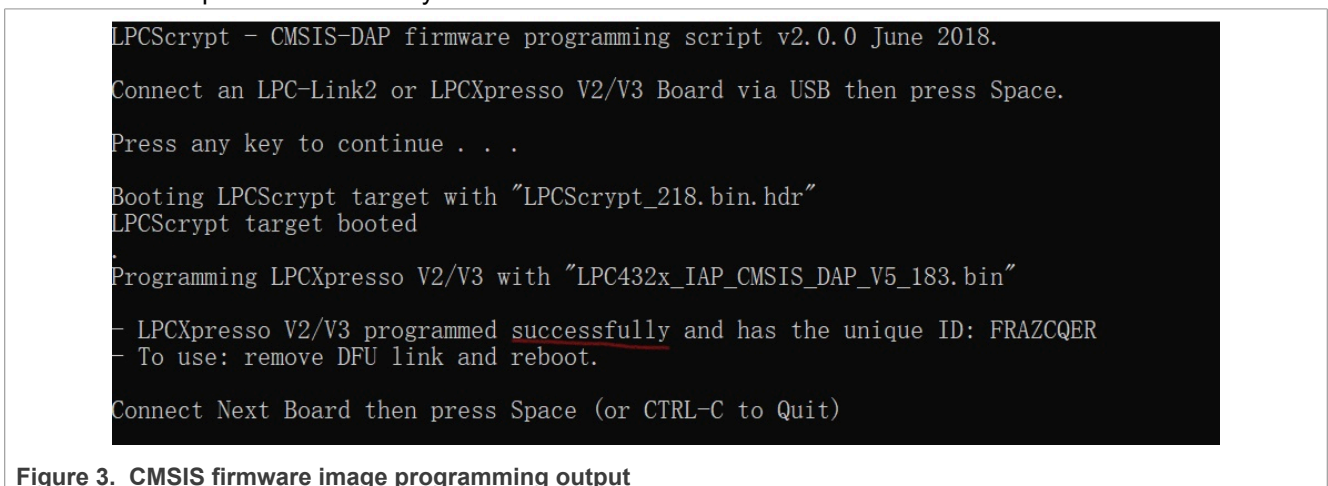 LPCScrypt - CMSIS-DAP firmware programming script v2.0.0 June 2018.
Connect an LPC-Link2 or LPCXpresso V2/V3 Board via USB then press Space.
Press any key to continue . . .
Booting LPCScrypt target with "LPCScrypt_218.bin.hdr"
LPCScrypt target booted
.
Programming LPCXpresso V2/V3 with "LPC432x_IAP_CMSIS_DAP_V5_183.bin"
- LPCXpresso V2/V3 programmed successfully and has the unique ID: FRAZCQER
- To use: remove DFU link and reboot.
Connect Next Board then press Space (or CTRL-C to Quit)
Figure 3. CMSIS firmware image programming output